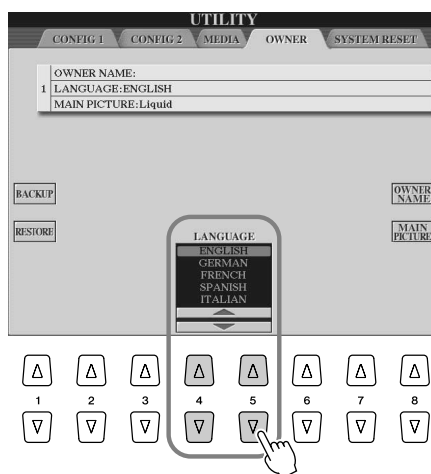 UTILITY
CONFIG 1 CONFIG 2 MEDIA OWNER SYSTEM RESET
OWNER NAME:
1 LANGUAGE:ENGLISH
MAIN PICTURE:Liquid
BACKUP
OWNER
NAME
RESTORE
MAIN
PICTURE
LANGUAGE
ENGLISH
GERMAN
FRENCH
SPANISH
ITALIAN
1 2 3 4 5 6 7 8